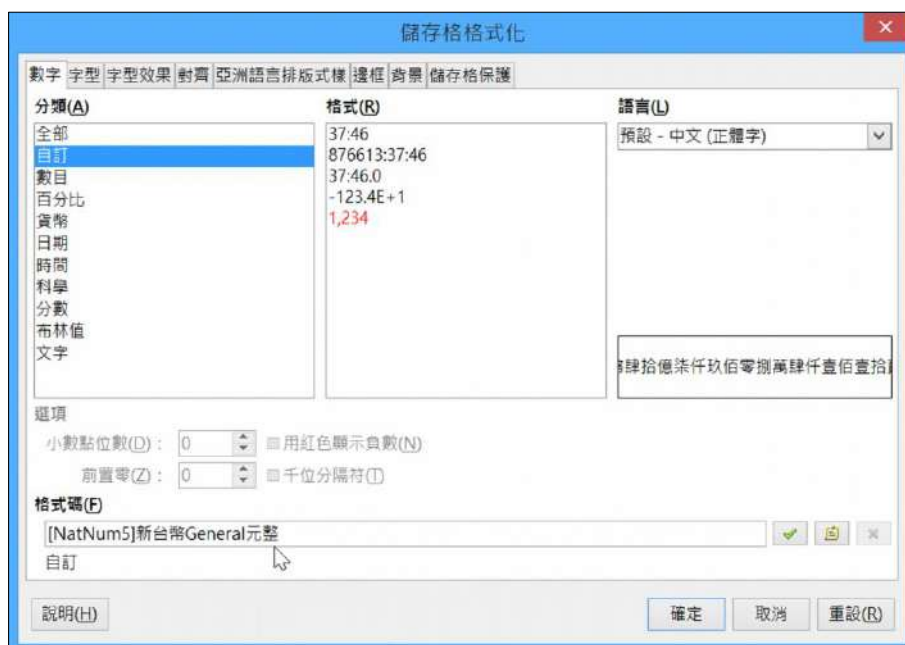 儲存格格式化
數字 字型 字型效果 對齊 亞洲語言排版式樣 邊框 背景 儲存格保護
分類(A)
全部
自訂
數目
百分比
貨幣
日期
時間
科學
分數
布林值
文字
格式(R)
37:46
876613:37:46
37:46.0
-123.4E+1
1,234
語言(L)
預設 - 中文 (正體字)
肆拾億柒仟玖佰零捌萬肆仟壹佰壹拾
選項
小數點位數(D): 0 用紅色顯示負數(N)
前置零(Z): 0 千位分隔符(T)
格式碼(F)
[NatNum5]新台幣General元整
自訂
說明(H) 確定 取消 重設(R)